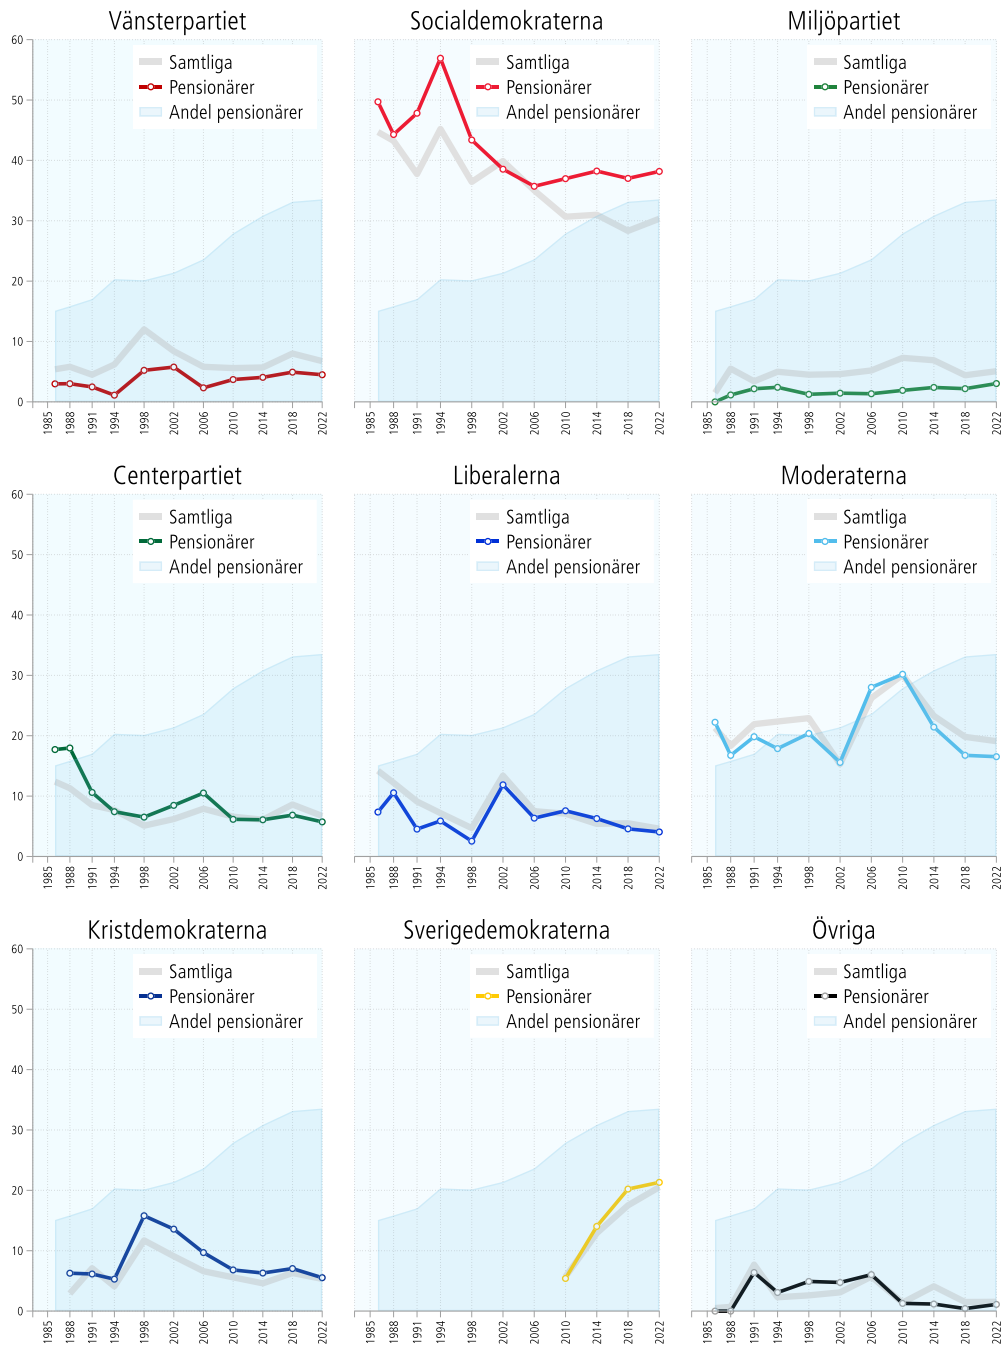 Vänsterpartiet
Socialdemokraterna
Miljöpartiet
60
50
40
30
20
10
0
Samtliga
Pensionärer
Andel pensionärer
Samtliga
Pensionärer
Andel pensionärer
Samtliga
Pensionärer
Andel pensionärer
1985 1988 1991 1994 1998 2002 2006 2010 2014 2018 2022
1985 1988 1991 1994 1998 2002 2006 2010 2014 2018 2022
1985 1988 1991 1994 1998 2002 2006 2010 2014 2018 2022
Centerpartiet
Liberalerna
Moderaterna
60
50
40
30
20
10
0
Samtliga
Pensionärer
Andel pensionärer
Samtliga
Pensionärer
Andel pensionärer
Samtliga
Pensionärer
Andel pensionärer
1985 1988 1991 1994 1998 2002 2006 2010 2014 2018 2022
1985 1988 1991 1994 1998 2002 2006 2010 2014 2018 2022
1985 1988 1991 1994 1998 2002 2006 2010 2014 2018 2022
Kristdemokraterna
Sverigedemokraterna
Övriga
60
50
40
30
20
10
0
Samtliga
Pensionärer
Andel pensionärer
Samtliga
Pensionärer
Andel pensionärer
Samtliga
Pensionärer
Andel pensionärer
1985 1988 1991 1994 1998 2002 2006 2010 2014 2018 2022
1985 1988 1991 1994 1998 2002 2006 2010 2014 2018 2022
1985 1988 1991 1994 1998 2002 2006 2010 2014 2018 2022